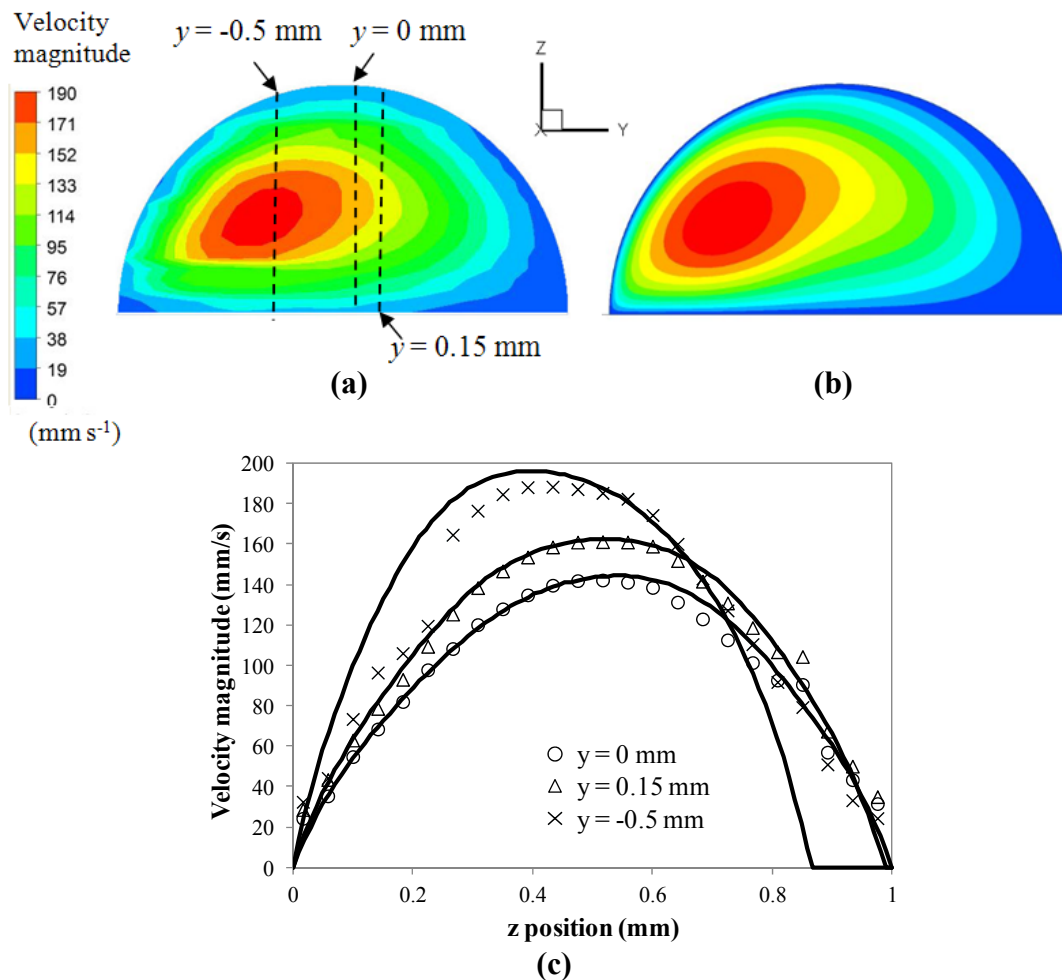 Velocity
magnitude
y = -0.5 mm
y = 0 mm
190
171
152
133
114
95
76
57
38
19
0
(mm s-1)
Z
X
Y
y = 0.15 mm
(a)
(b)
Velocity magnitude (mm/s)
200
180
160
140
120
100
80
60
40
20
0
y = 0 mm
y = 0.15 mm
y = -0.5 mm
0
0.2
0.4
0.6
0.8
1
z position (mm)
(c)